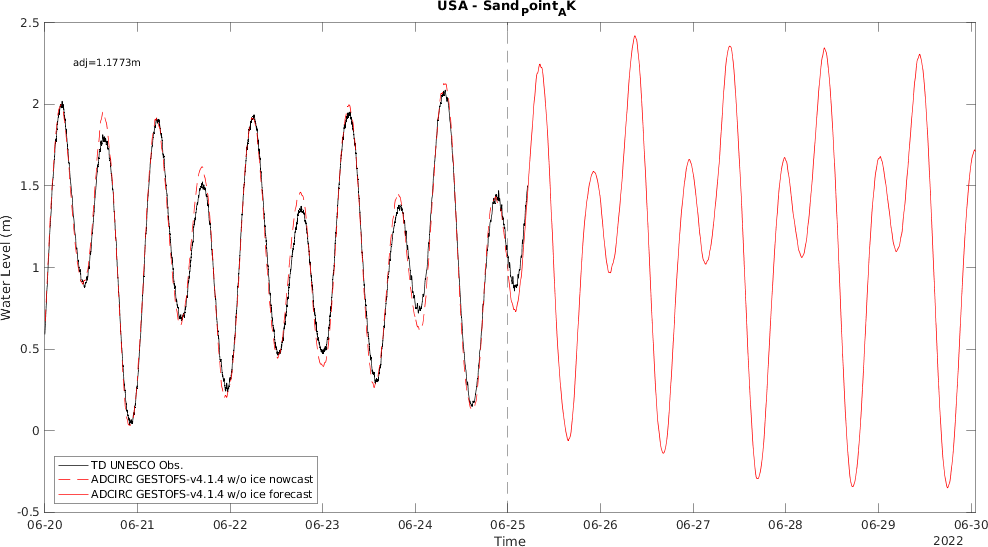 USA - Sand_Point_AK
2.5
adj=1.1773m
2
1.5
1
0.5
0
-0.5
Water Level (m)
TD UNESCO Obs.
ADCIRC GESTOFS-v4.1.4 w/o ice nowcast
ADCIRC GESTOFS-v4.1.4 w/o ice forecast
06-20 06-21 06-22 06-23 06-24 06-25 06-26 06-27 06-28 06-29 06-30
Time
2022